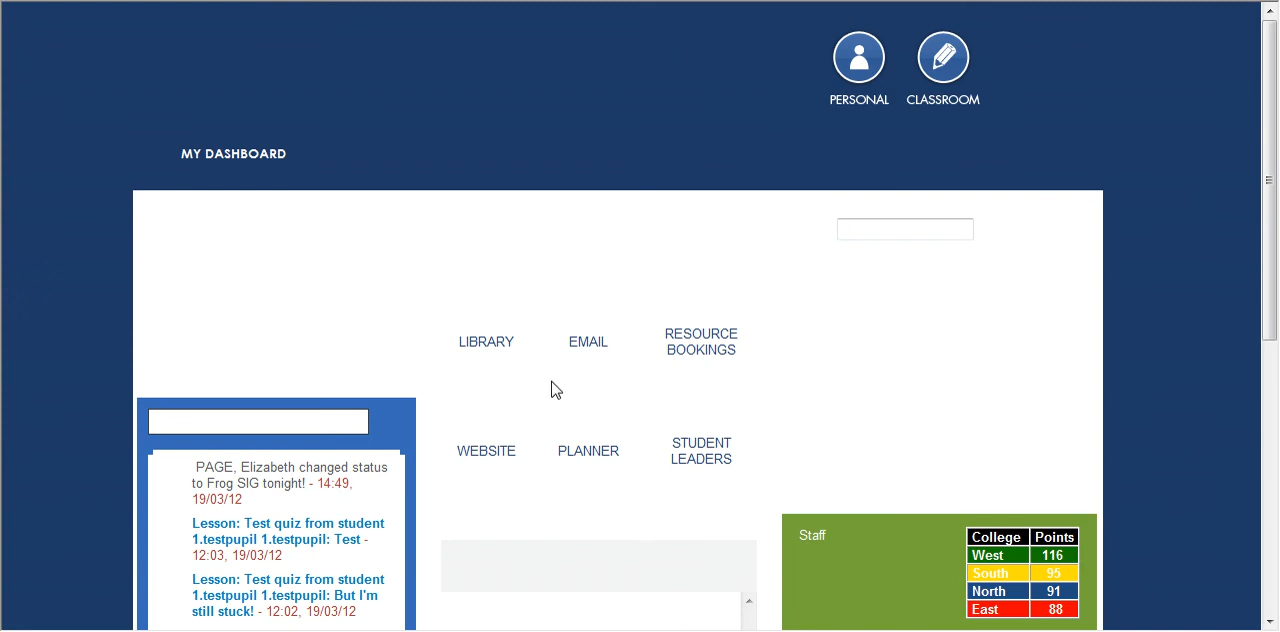 PERSONAL CLASSROOM
MY DASHBOARD
LIBRARY EMAIL RESOURCE
BOOKINGS
WEBSITE PLANNER STUDENT
LEADERS
PAGE, Elizabeth changed status
to Frog SIG tonight! - 14:49,
19/03/12
Lesson: Test quiz from student
1.testpupil 1.testpupil: Test -
12:03, 19/03/12
Lesson: Test quiz from student
1.testpupil 1.testpupil: But I'm
still stuck! - 12:02, 19/03/12
Staff
College Points
West 116
South 95
North 91
East 88